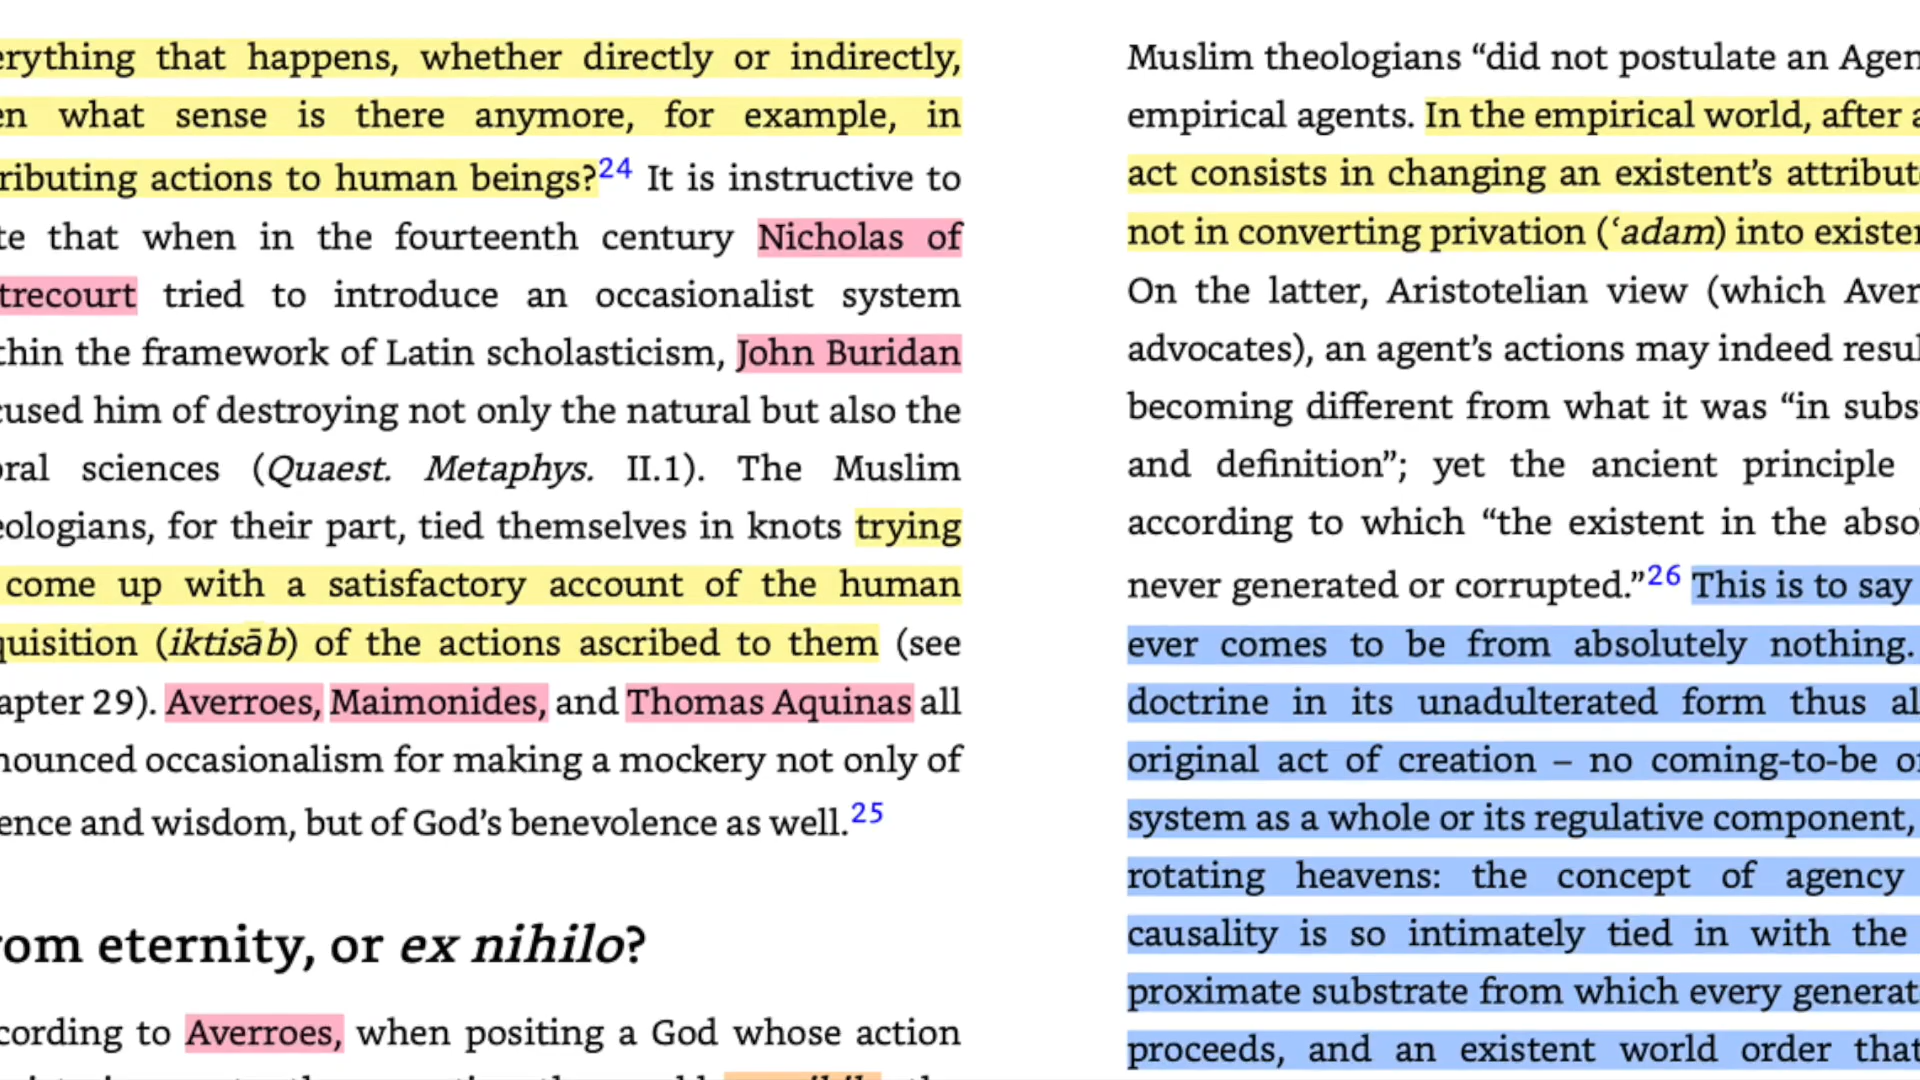 erything that happens, whether directly or indirectly,
en what sense is there anymore, for example, in
ributing actions to human beings?24 It is instructive to
te that when in the fourteenth century Nicholas of
trecourt tried to introduce an occasionalist system
thin the framework of Latin scholasticism, John Buridan
cused him of destroying not only the natural but also the
oral sciences (Quaest. Metaphys. II.1). The Muslim
eologians, for their part, tied themselves in knots trying
come up with a satisfactory account of the human
quisition (iktisāb) of the actions ascribed to them (see
apter 29). Averroes, Maimonides, and Thomas Aquinas all
nounced occasionalism for making a mockery not only of
ence and wisdom, but of God’s benevolence as well.25
rom eternity, or ex nihilo?
cording to Averroes, when positing a God whose action
Muslim theologians “did not postulate an Agen
empirical agents. In the empirical world, after a
act consists in changing an existent’s attribut
not in converting privation (‘adam) into existe
On the latter, Aristotelian view (which Aver
advocates), an agent’s actions may indeed resul
becoming different from what it was “in subs
and definition”; yet the ancient principle
according to which “the existent in the abso
never generated or corrupted.”26 This is to say
ever comes to be from absolutely nothing.
doctrine in its unadulterated form thus al
original act of creation – no coming-to-be o
system as a whole or its regulative component,
rotating heavens: the concept of agency
causality is so intimately tied in with the
proximate substrate from which every generat
proceeds, and an existent world order that